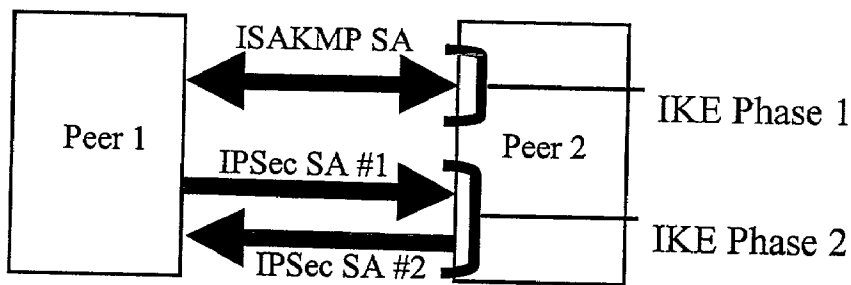 ISAKMP SA
IKE Phase 1
Peer 1
Peer 2
IPSec SA #1
IKE Phase 2
IPSec SA #2